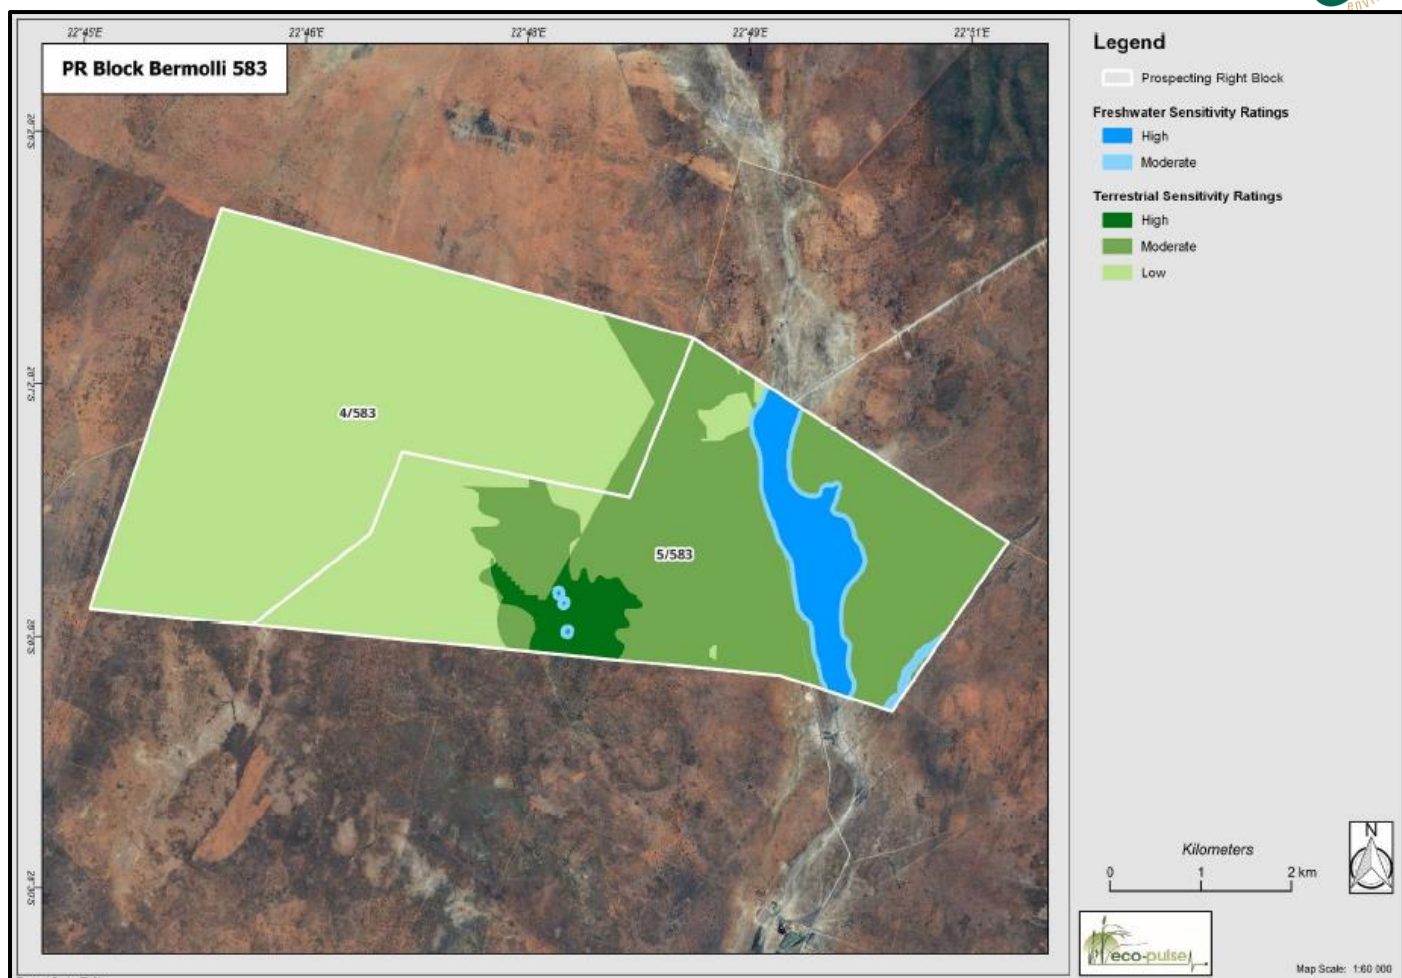 22°45'E 22°46'E 22°48'E 22°49'E 22°51'E
PR Block Bermolli 583
Legend
Prospecting Right Block
Freshwater Sensitivity Ratings
High
Moderate
Terrestrial Sensitivity Ratings
High
Moderate
Low
4/583
5/583
28°30'S
N
Kilometers
0 1 2 km
eco-pulse
Map Scale: 1:60 000